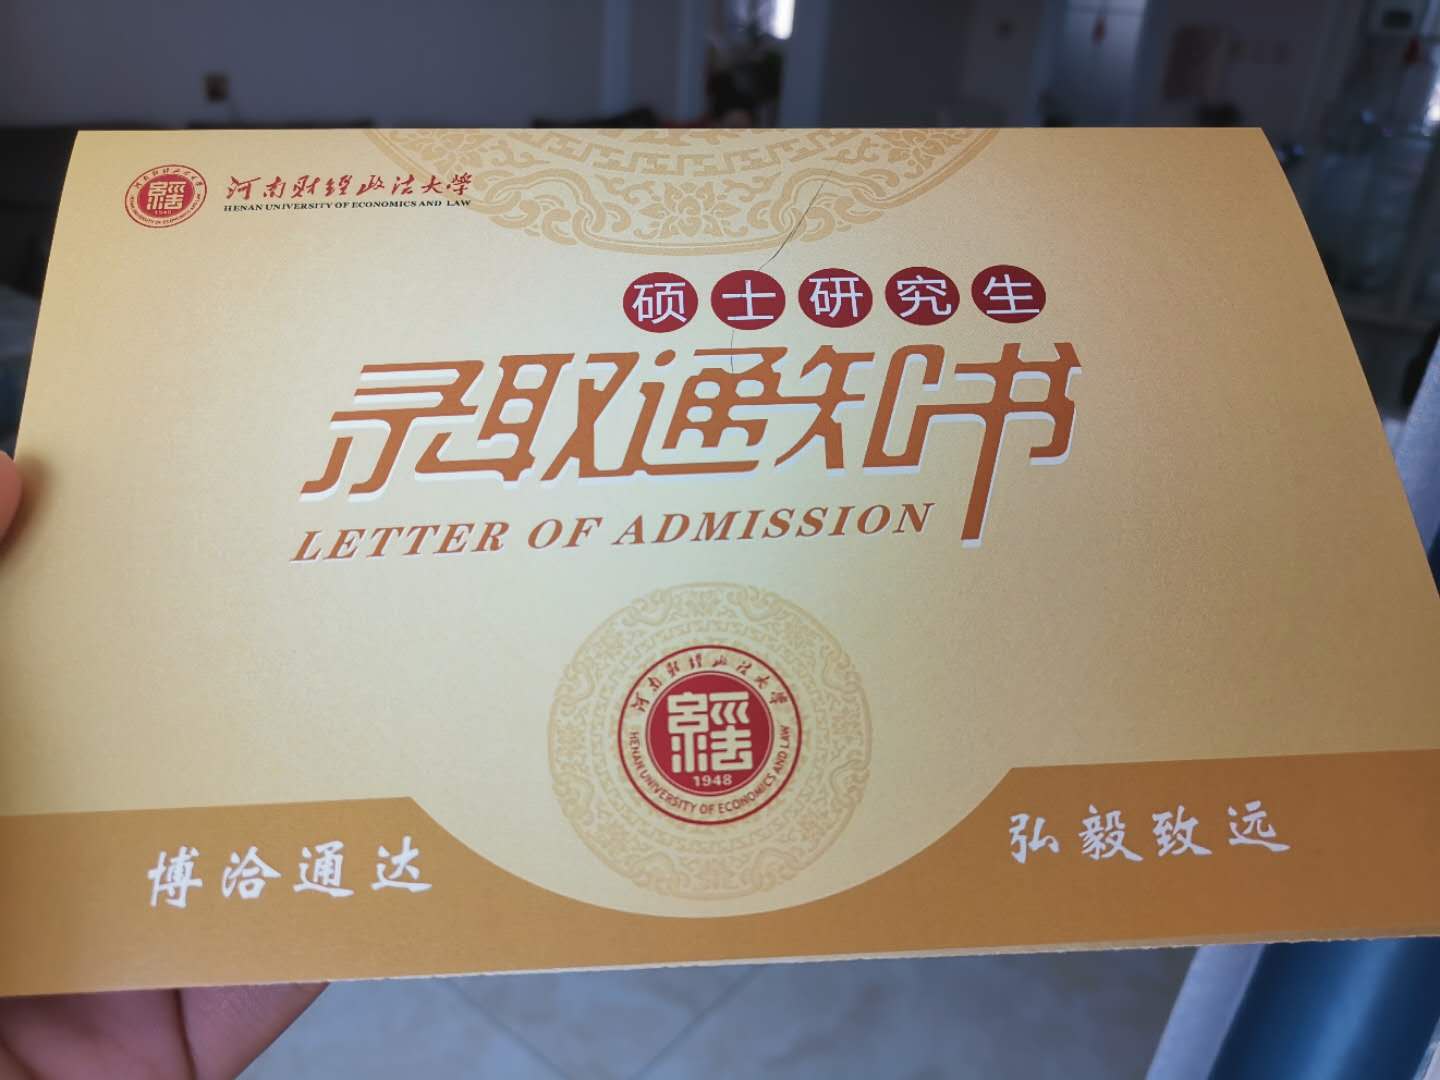 河南财经政法大学
HENAN UNIVERSITY OF ECONOMICS AND LAW
硕士研究生
录取通知书
LETTER OF ADMISSION
河南财经政法大学
1948
HENAN UNIVERSITY OF ECONOMICS AND LAW
博洽通达
弘毅致远